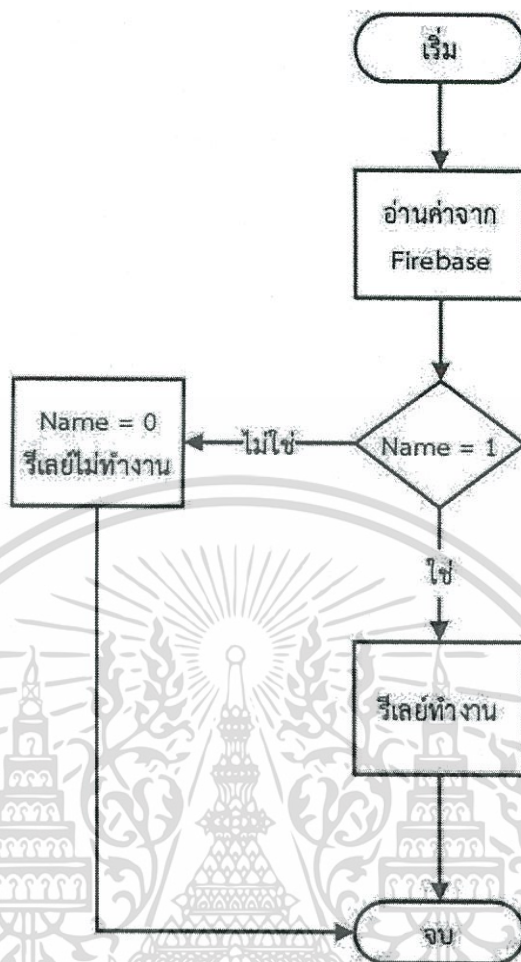 เริ่ม
อ่านค่าจาก
Firebase
Name = 1
ไม่ใช่
Name = 0
รีเลย์ไม่ทำงาน
ใช่
รีเลย์ทำงาน
จบ